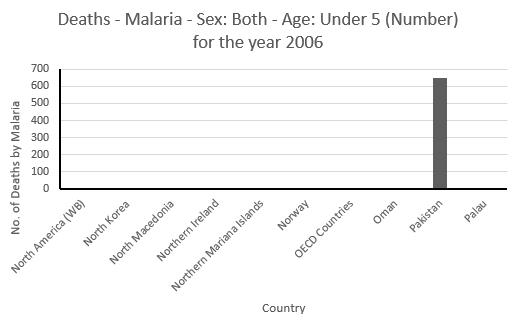 Deaths - Malaria - Sex: Both - Age: Under 5 (Number)
for the year 2006
No. of Deaths by Malaria
700
600
500
400
300
200
100
0
North America (WB)
North Korea
North Macedonia
Northern Ireland
Northern Mariana Islands
Norway
OECD Countries
Oman
Pakistan
Palau
Country